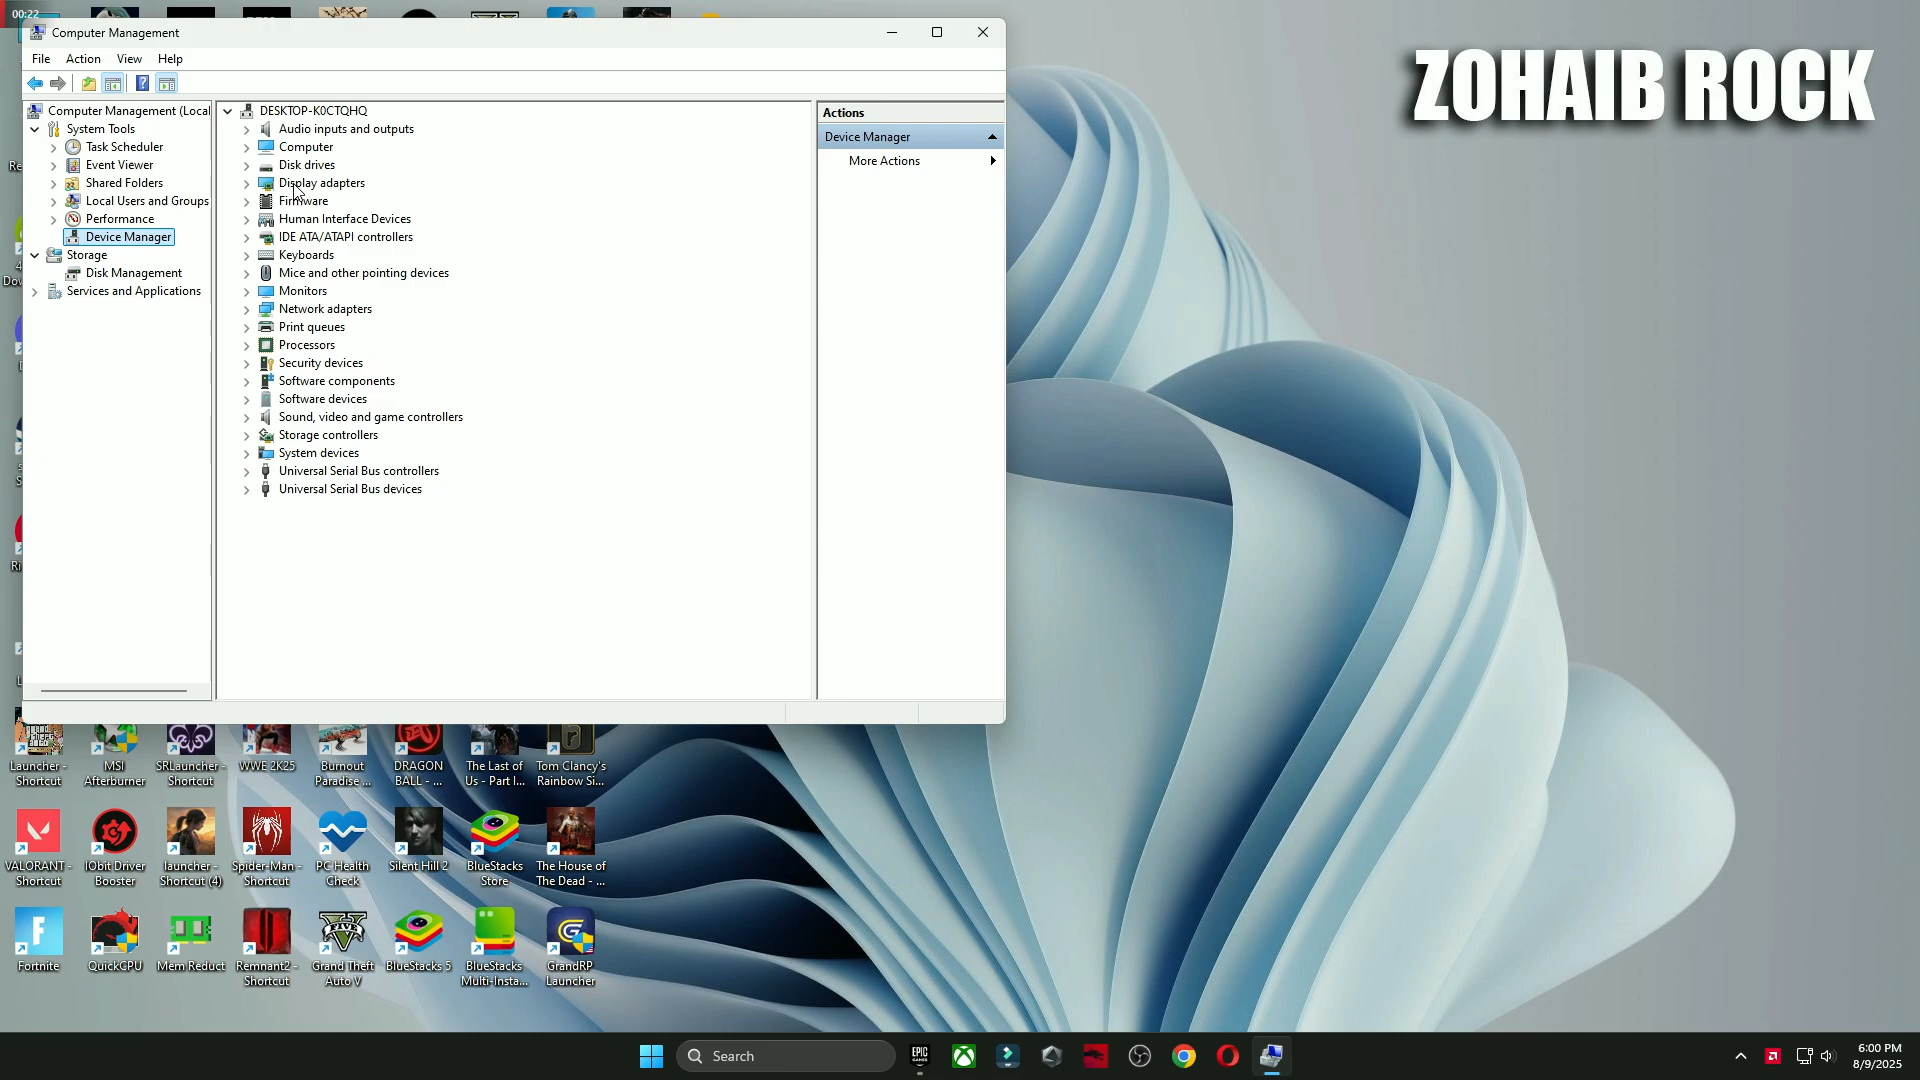 00:22
Computer Management
File Action View Help
Computer Management (Local
System Tools
Task Scheduler
Event Viewer
Shared Folders
Local Users and Groups
Performance
Device Manager
Storage
Disk Management
Services and Applications
DESKTOP-K0CTQHQ
Audio inputs and outputs
Computer
Disk drives
Display adapters
Firmware
Human Interface Devices
IDE ATA/ATAPI controllers
Keyboards
Mice and other pointing devices
Monitors
Network adapters
Print queues
Processors
Security devices
Software components
Software devices
Sound, video and game controllers
Storage controllers
System devices
Universal Serial Bus controllers
Universal Serial Bus devices
Actions
Device Manager
More Actions
ZOHAIB ROCK
Launcher -
Shortcut
MSI
Afterburner
SRLauncher -
Shortcut
WWE 2K25
Burnout
Paradise ...
DRAGON
BALL - ...
The Last of
Us - Part I...
Tom Clancy's
Rainbow Si...
VALORANT -
Shortcut
IObit Driver
Booster
launcher -
Shortcut (4)
Spider-Man -
Shortcut
PC Health
Check
Silent Hill 2
BlueStacks
Store
The House of
The Dead - ...
Fortnite
QuickCPU
Mem Reduct
Remnant2 -
Shortcut
FIVE
Grand Theft
Auto V
BlueStacks 5
BlueStacks
Multi-Insta...
GrandRP
Launcher
Search
EPIC
GAMES
6:00 PM
8/9/2025